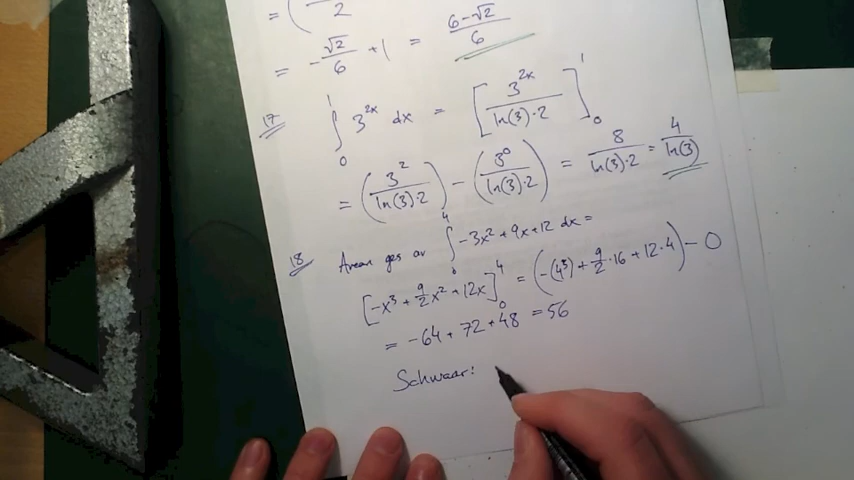 = ( 2
= -√2/6 + 1 = (6-√2)/6
17 ∫₀¹ 3^(2x) dx = [3^(2x)/(ln(3)·2)]₀¹
= (3²/(ln(3)·2)) - (3⁰/(ln(3)·2)) = 8/(ln(3)·2) = 4/ln(3)
18 Arean ges av ∫₀⁴ -3x² + 9x + 12 dx =
[-x³ + 9/2 x² + 12x]₀⁴ = (-(4³) + 9/2·16 + 12·4) - 0
= -64 + 72 + 48 = 56